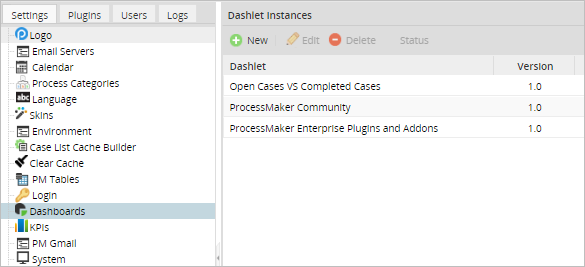 Settings Plugins Users Logs
Logo
Email Servers
Calendar
Process Categories
abc Language
Skins
Environment
Case List Cache Builder
Clear Cache
PM Tables
Login
Dashboards
KPIs
PM Gmail
System
Dashlet Instances
New Edit Delete Status
Dashlet Version
Open Cases VS Completed Cases 1.0
ProcessMaker Community 1.0
ProcessMaker Enterprise Plugins and Addons 1.0